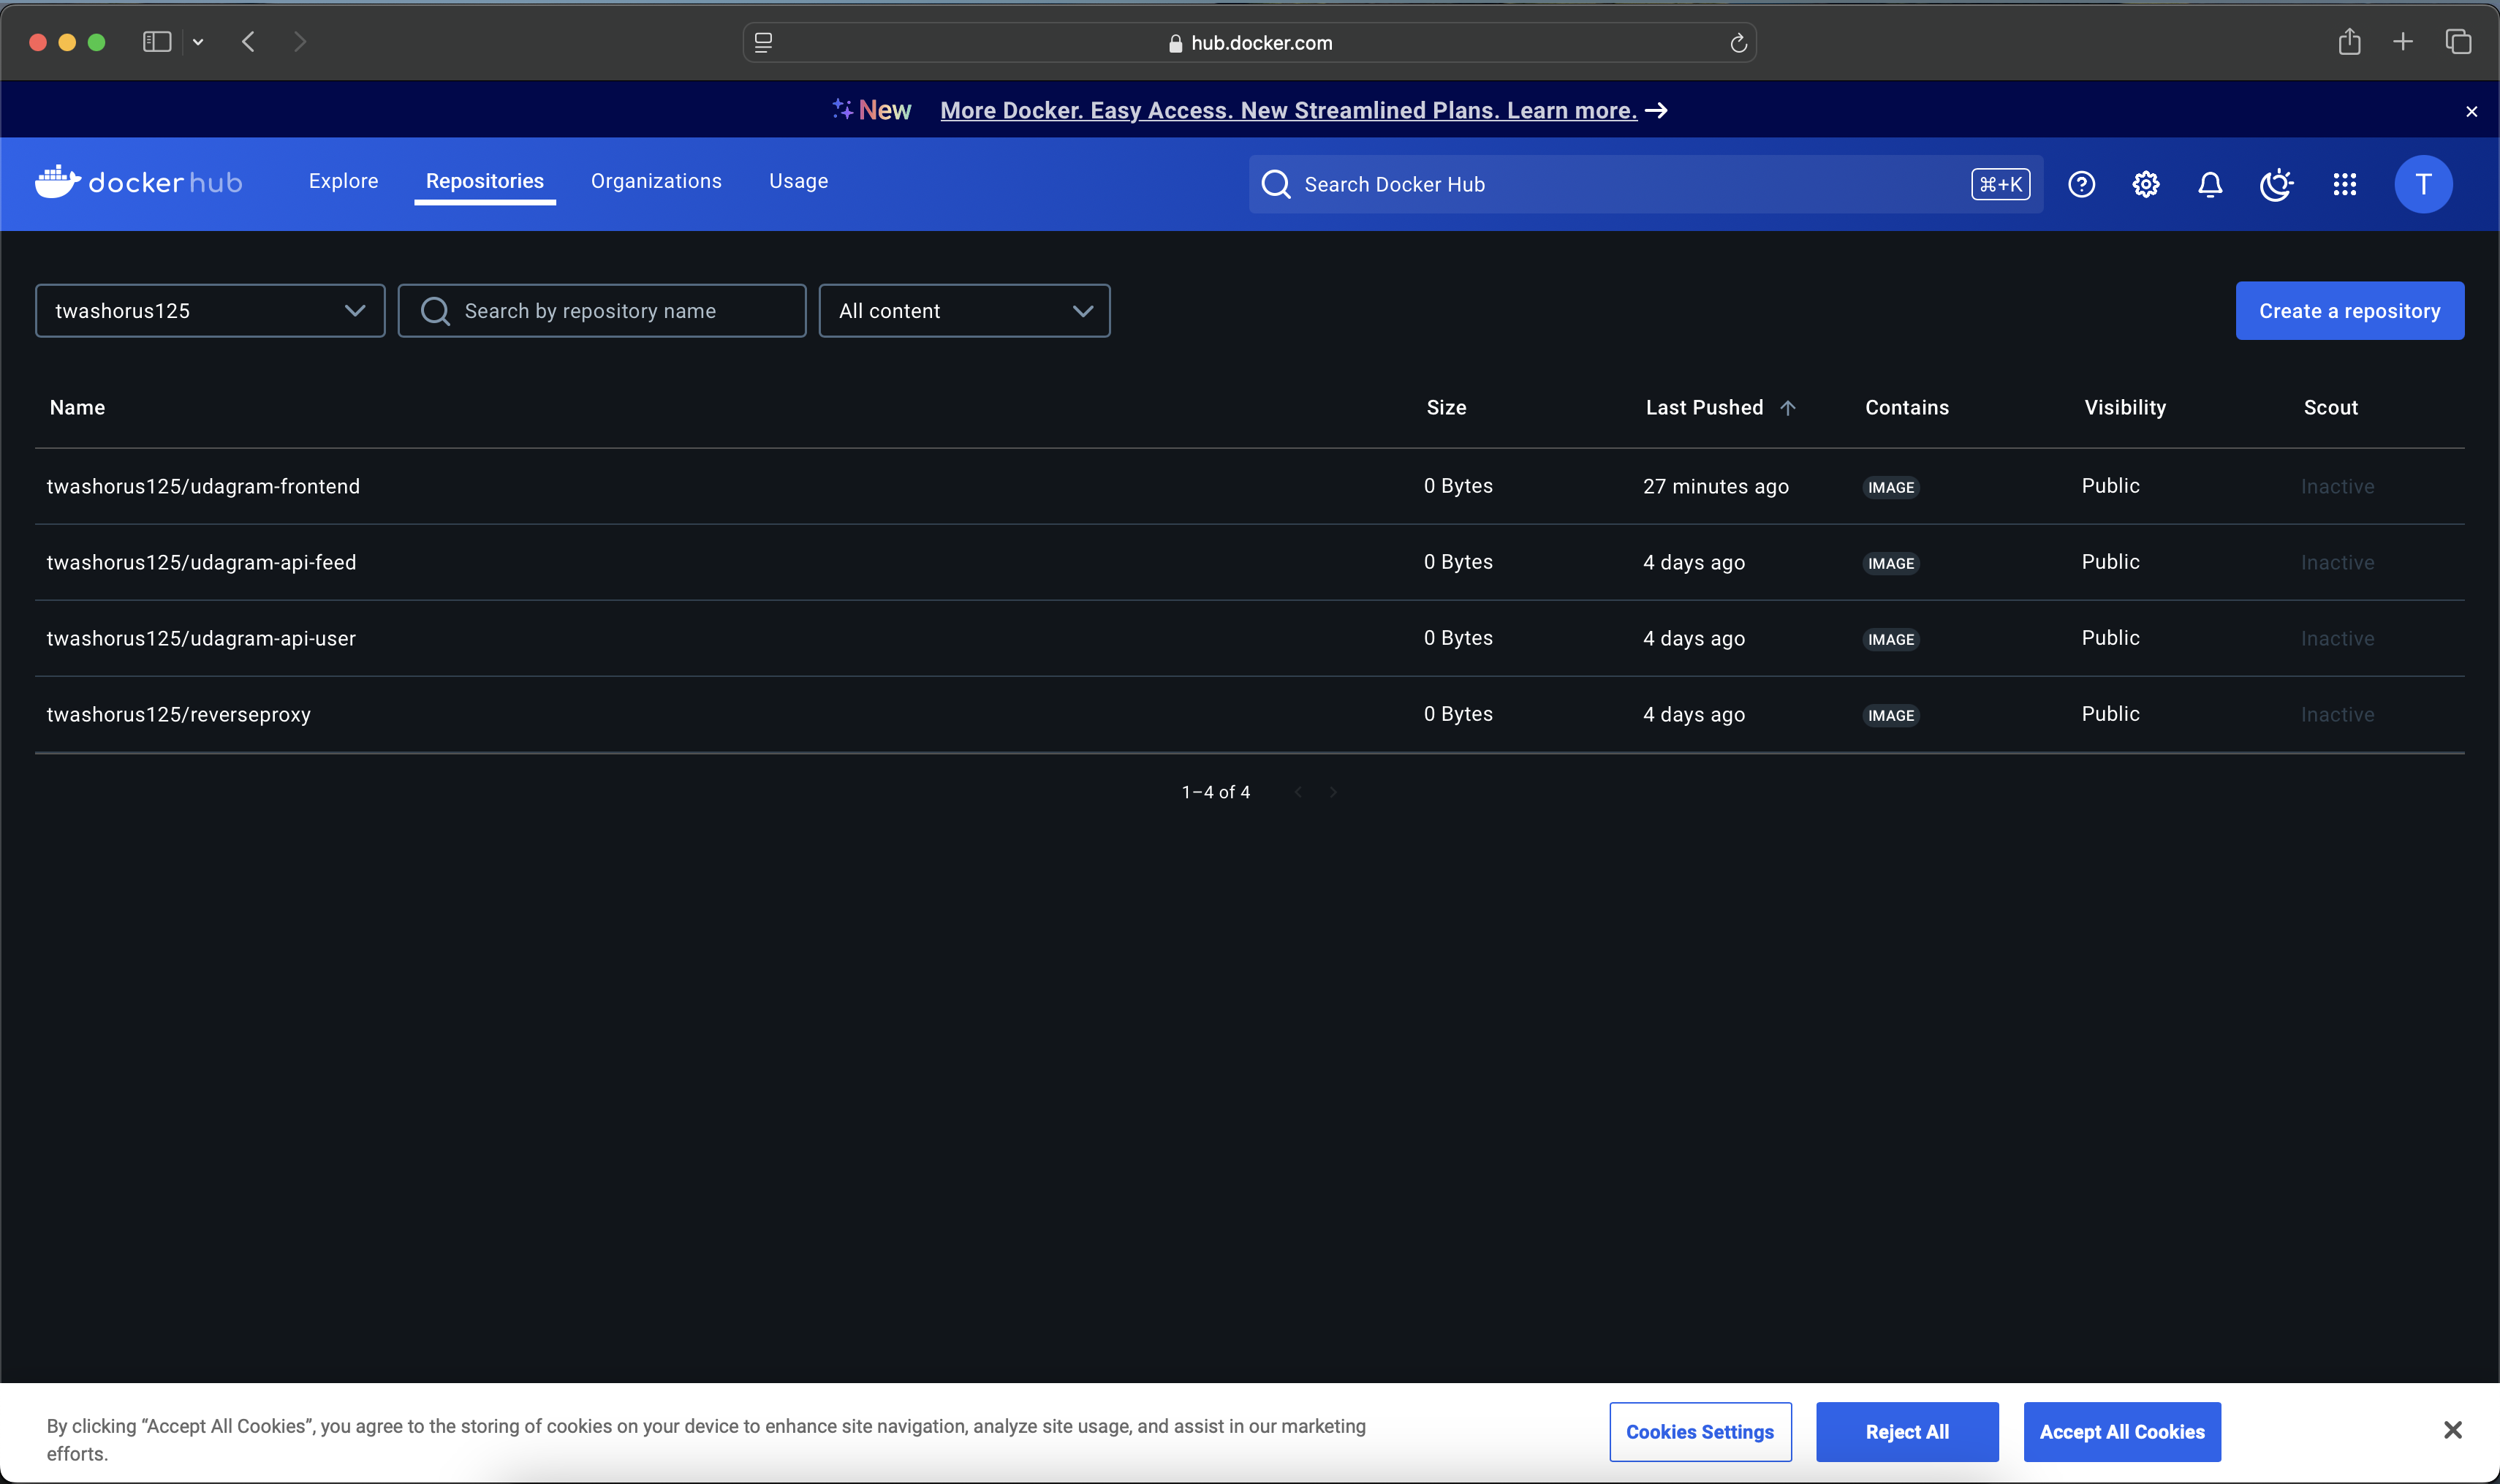 hub.docker.com
New More Docker. Easy Access. New Streamlined Plans. Learn more.
docker hub Explore Repositories Organizations Usage Search Docker Hub ⌘+K T
twashorus125 Search by repository name All content Create a repository
Name Size Last Pushed Contains Visibility Scout
twashorus125/udagram-frontend 0 Bytes 27 minutes ago IMAGE Public Inactive
twashorus125/udagram-api-feed 0 Bytes 4 days ago IMAGE Public Inactive
twashorus125/udagram-api-user 0 Bytes 4 days ago IMAGE Public Inactive
twashorus125/reverseproxy 0 Bytes 4 days ago IMAGE Public Inactive
1–4 of 4
By clicking “Accept All Cookies”, you agree to the storing of cookies on your device to enhance site navigation, analyze site usage, and assist in our marketing
efforts.
Cookies Settings Reject All Accept All Cookies